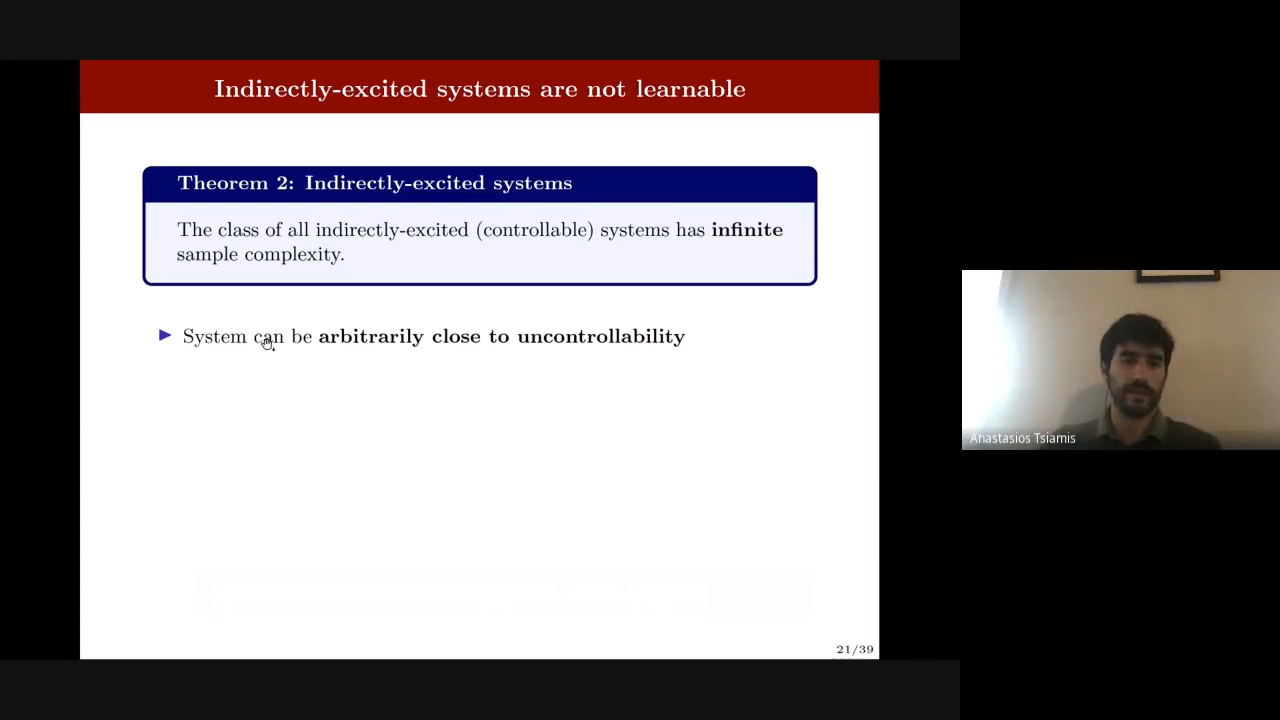 Indirectly-excited systems are not learnable
Theorem 2: Indirectly-excited systems
The class of all indirectly-excited (controllable) systems has infinite
sample complexity.
System can be arbitrarily close to uncontrollability
Anastasios Tsiamis
21/39